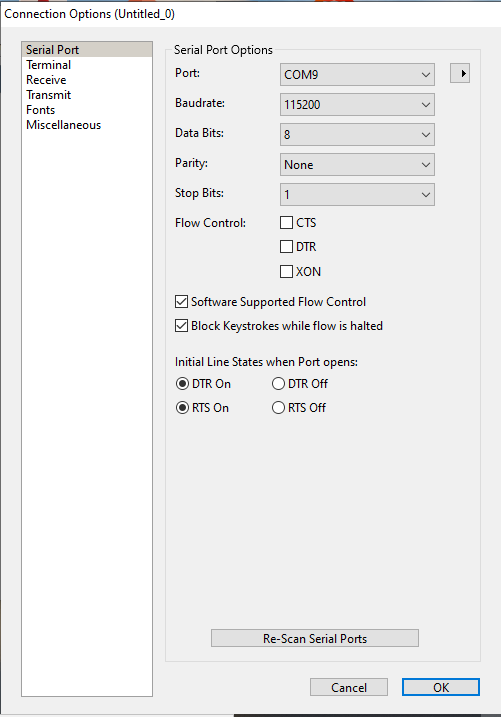 Connection Options (Untitled_0)
Serial Port
Terminal
Receive
Transmit
Fonts
Miscellaneous
Serial Port Options
Port: COM9
Baudrate: 115200
Data Bits: 8
Parity: None
Stop Bits: 1
Flow Control: CTS
DTR
XON
Software Supported Flow Control
Block Keystrokes while flow is halted
Initial Line States when Port opens:
DTR On DTR Off
RTS On RTS Off
Re-Scan Serial Ports
Cancel OK